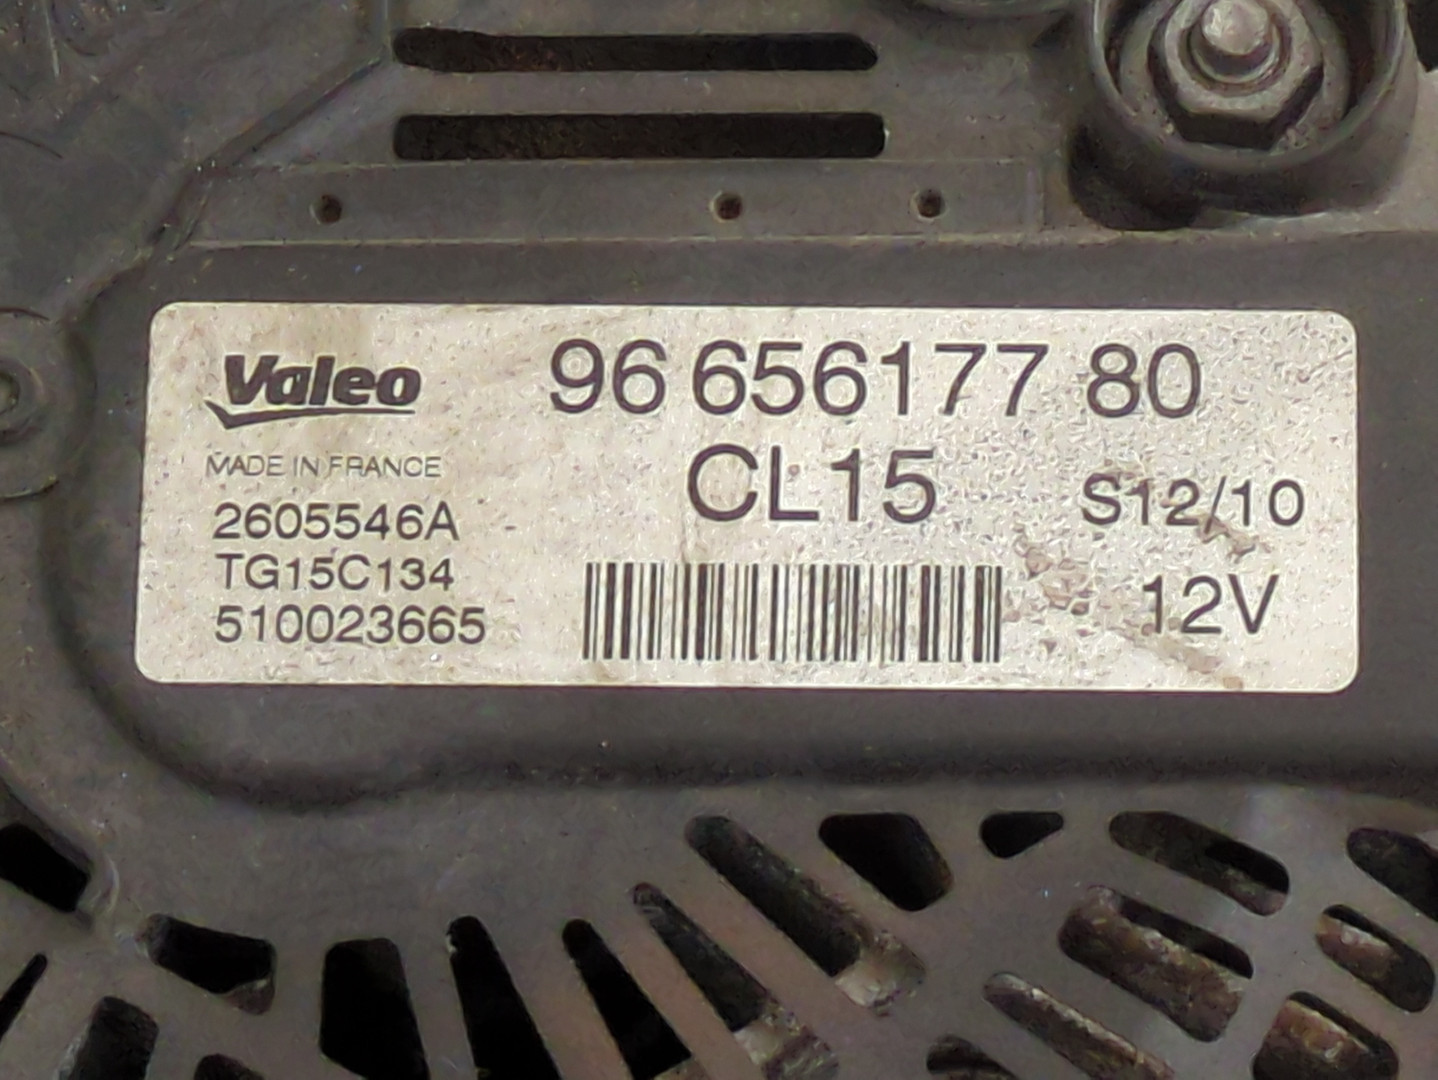 Valeo
96 656177 80
CL15
MADE IN FRANCE
S12/10
2605546A
TG15C134
12V
510023665